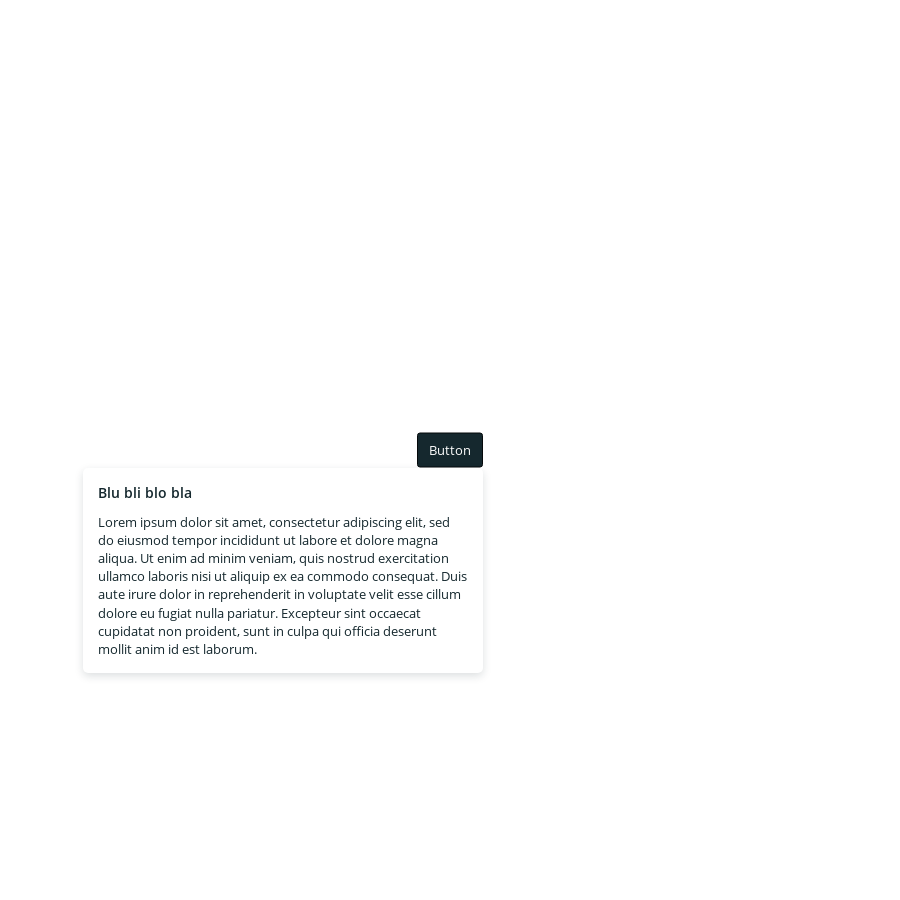 Button
Blu bli blo bla
Lorem ipsum dolor sit amet, consectetur adipiscing elit, sed
do eiusmod tempor incididunt ut labore et dolore magna
aliqua. Ut enim ad minim veniam, quis nostrud exercitation
ullamco laboris nisi ut aliquip ex ea commodo consequat. Duis
aute irure dolor in reprehenderit in voluptate velit esse cillum
dolore eu fugiat nulla pariatur. Excepteur sint occaecat
cupidatat non proident, sunt in culpa qui officia deserunt
mollit anim id est laborum.